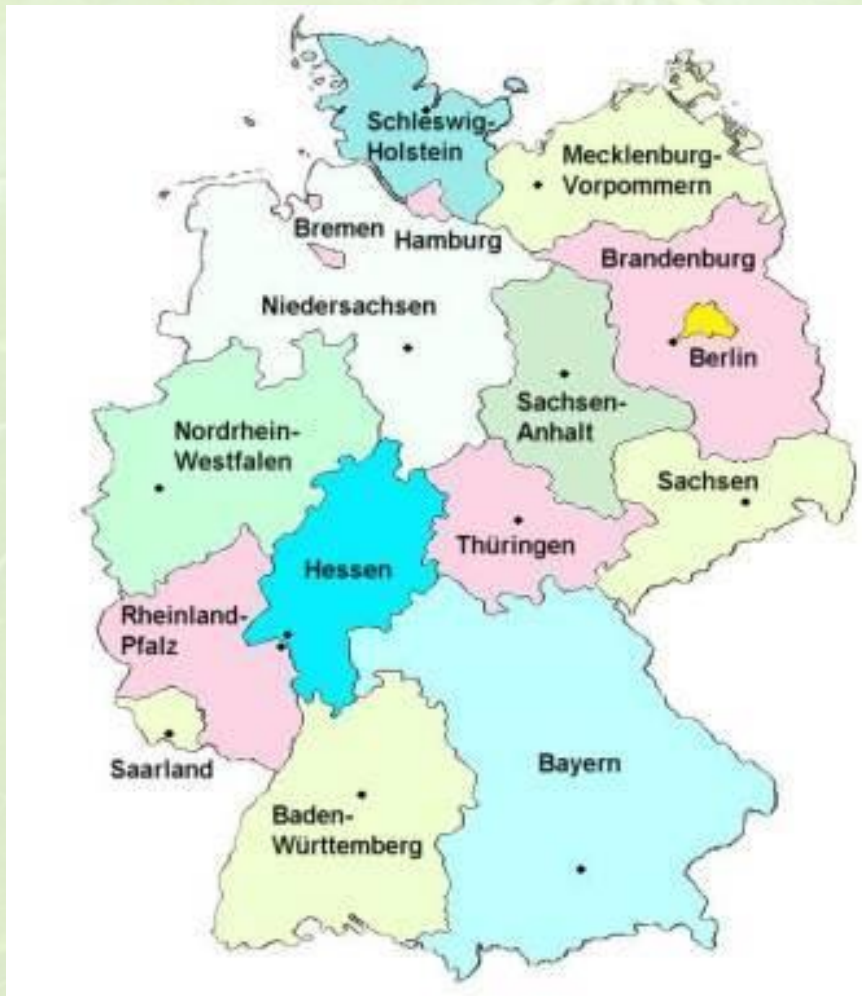 Schleswig-
Holstein
Mecklenburg-
Vorpommern
Bremen
Hamburg
Brandenburg
Niedersachsen
Berlin
Sachsen-
Anhalt
Nordrhein-
Westfalen
Sachsen
Thüringen
Hessen
Rheinland-
Pfalz
Saarland
Bayern
Baden-
Württemberg